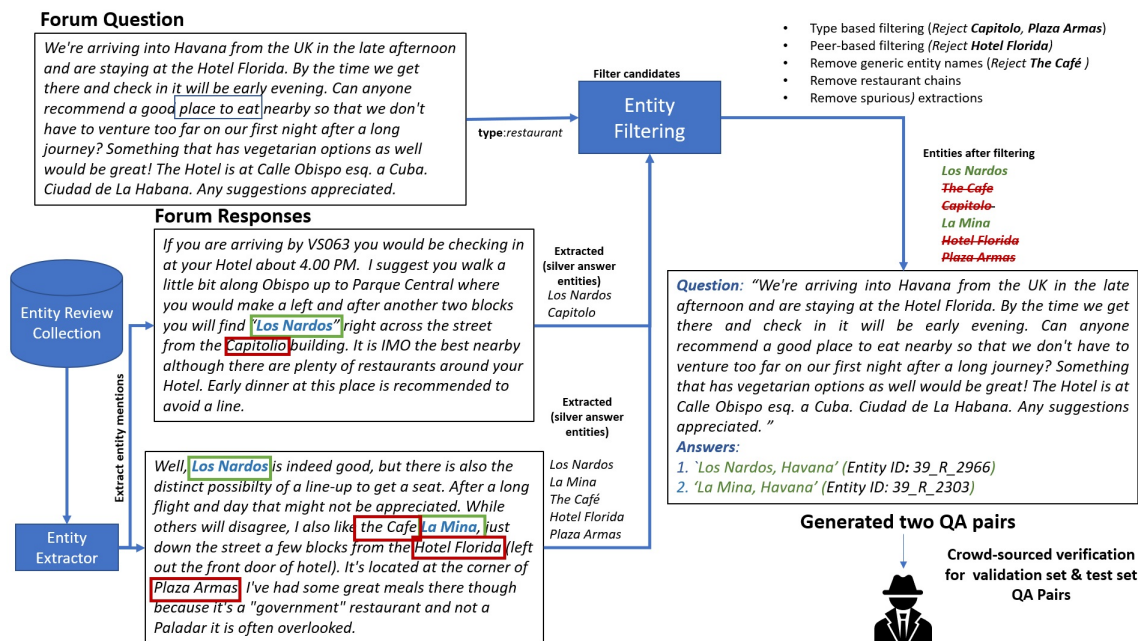 Forum Question
We're arriving into Havana from the UK in the late afternoon
and are staying at the Hotel Florida. By the time we get
there and check in it will be early evening. Can anyone
recommend a good place to eat nearby so that we don't
have to venture too far on our first night after a long
journey? Something that has vegetarian options as well
would be great! The Hotel is at Calle Obispo esq. a Cuba.
Ciudad de La Habana. Any suggestions appreciated.
type:restaurant
Filter candidates
Entity
Filtering
• Type based filtering (Reject Capitolo, Plaza Armas)
• Peer-based filtering (Reject Hotel Florida)
• Remove generic entity names (Reject The Café )
• Remove restaurant chains
• Remove spurious) extractions
Entities after filtering
Los Nardos
The Cafe
Capitolo
La Mina
Hotel Florida
Plaza Armas
Forum Responses
If you are arriving by VS063 you would be checking in
at your Hotel about 4.00 PM. I suggest you walk a
little bit along Obispo up to Parque Central where
you would make a left and after another two blocks
you will find "Los Nardos" right across the street
from the Capitolio building. It is IMO the best nearby
although there are plenty of restaurants around your
Hotel. Early dinner at this place is recommended to
avoid a line.
Extracted
(silver answer
entities)
Los Nardos
Capitolo
Entity Review
Collection
Extract entity mentions
Entity
Extractor
Well, Los Nardos is indeed good, but there is also the
distinct possibilty of a line-up to get a seat. After a long
flight and day that might not be appreciated. While
others will disagree, I also like the Cafe La Mina, just
down the street a few blocks from the Hotel Florida (left
out the front door of hotel). It's located at the corner of
Plaza Armas. I've had some great meals there though
because it's a "government" restaurant and not a
Paladar it is often overlooked.
Extracted
(silver answer
entities)
Los Nardos
La Mina
The Café
Hotel Florida
Plaza Armas
Question: “We're arriving into Havana from the UK in the late
afternoon and are staying at the Hotel Florida. By the time we get
there and check in it will be early evening. Can anyone
recommend a good place to eat nearby so that we don't have to
venture too far on our first night after a long journey? Something
that has vegetarian options as well would be great! The Hotel is at
Calle Obispo esq. a Cuba. Ciudad de La Habana. Any suggestions
appreciated. ”
Answers:
1. `Los Nardos, Havana’ (Entity ID: 39_R_2966)
2. ‘La Mina, Havana’ (Entity ID: 39_R_2303)
Generated two QA pairs
Crowd-sourced verification
for validation set & test set
QA Pairs